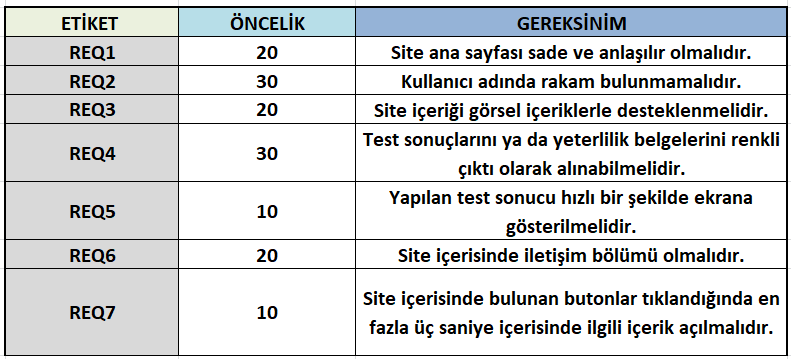 ETİKET ÖNCELİK GEREKSİNİM
REQ1 20 Site ana sayfası sade ve anlaşılır olmalıdır.
REQ2 30 Kullanıcı adında rakam bulunmamalıdır.
REQ3 20 Site içeriği görsel içeriklerle desteklenmelidir.
REQ4 30 Test sonuçlarını ya da yeterlilik belgelerini renkli
çıktı olarak alınabilmelidir.
REQ5 10 Yapılan test sonucu hızlı bir şekilde ekrana
gösterilmelidir.
REQ6 20 Site içerisinde iletişim bölümü olmalıdır.
REQ7 10 Site içerisinde bulunan butonlar tıklandığında en
fazla üç saniye içerisinde ilgili içerik açılmalıdır.